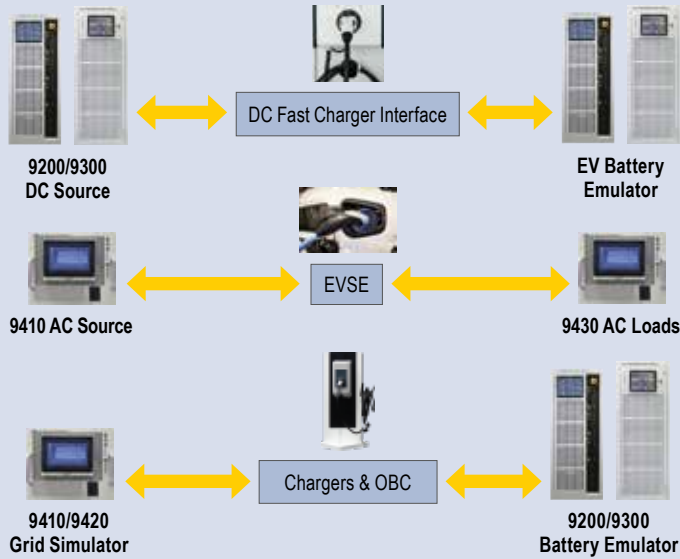 DC Fast Charger Interface
9200/9300
DC Source
EV Battery
Emulator
EVSE
9410 AC Source
9430 AC Loads
Chargers & OBC
9410/9420
Grid Simulator
9200/9300
Battery Emulator